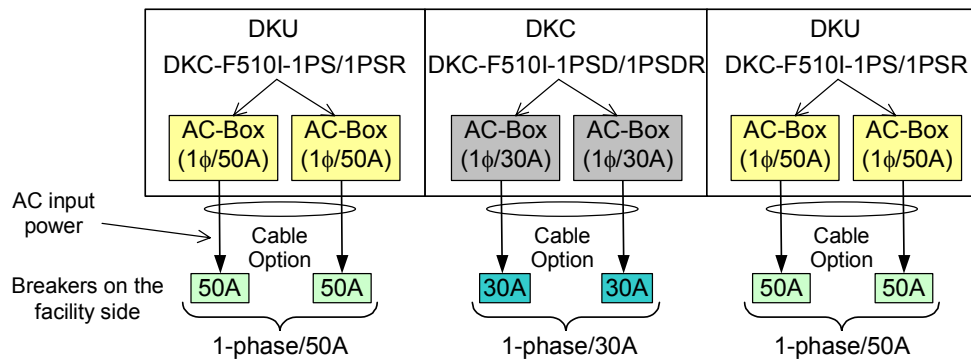 DKU
DKC-F510I-1PS/1PSR
AC-Box
(1ϕ/50A)
AC-Box
(1ϕ/50A)
DKC
DKC-F510I-1PSD/1PSDR
AC-Box
(1ϕ/30A)
AC-Box
(1ϕ/30A)
DKU
DKC-F510I-1PS/1PSR
AC-Box
(1ϕ/50A)
AC-Box
(1ϕ/50A)
AC input
power
Cable
Option
Cable
Option
Cable
Option
Breakers on the
facility side
50A
50A
30A
30A
50A
50A
1-phase/50A
1-phase/30A
1-phase/50A